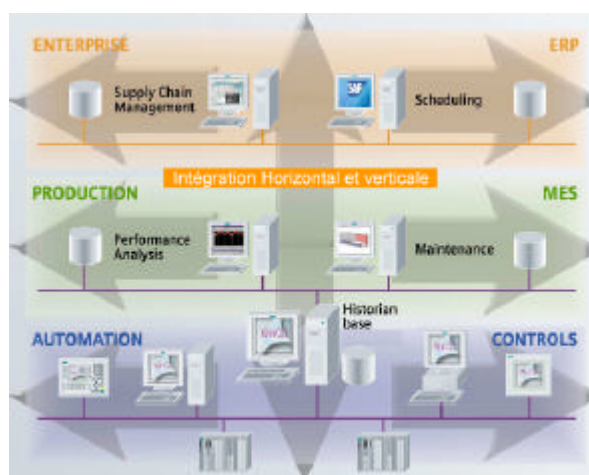 ENTERPRISE
ERP
Supply Chain
Management
SAP
Scheduling
Intégration Horizontal et verticale
PRODUCTION
MES
Performance
Analysis
Maintenance
Historian
base
AUTOMATION
CONTROLS